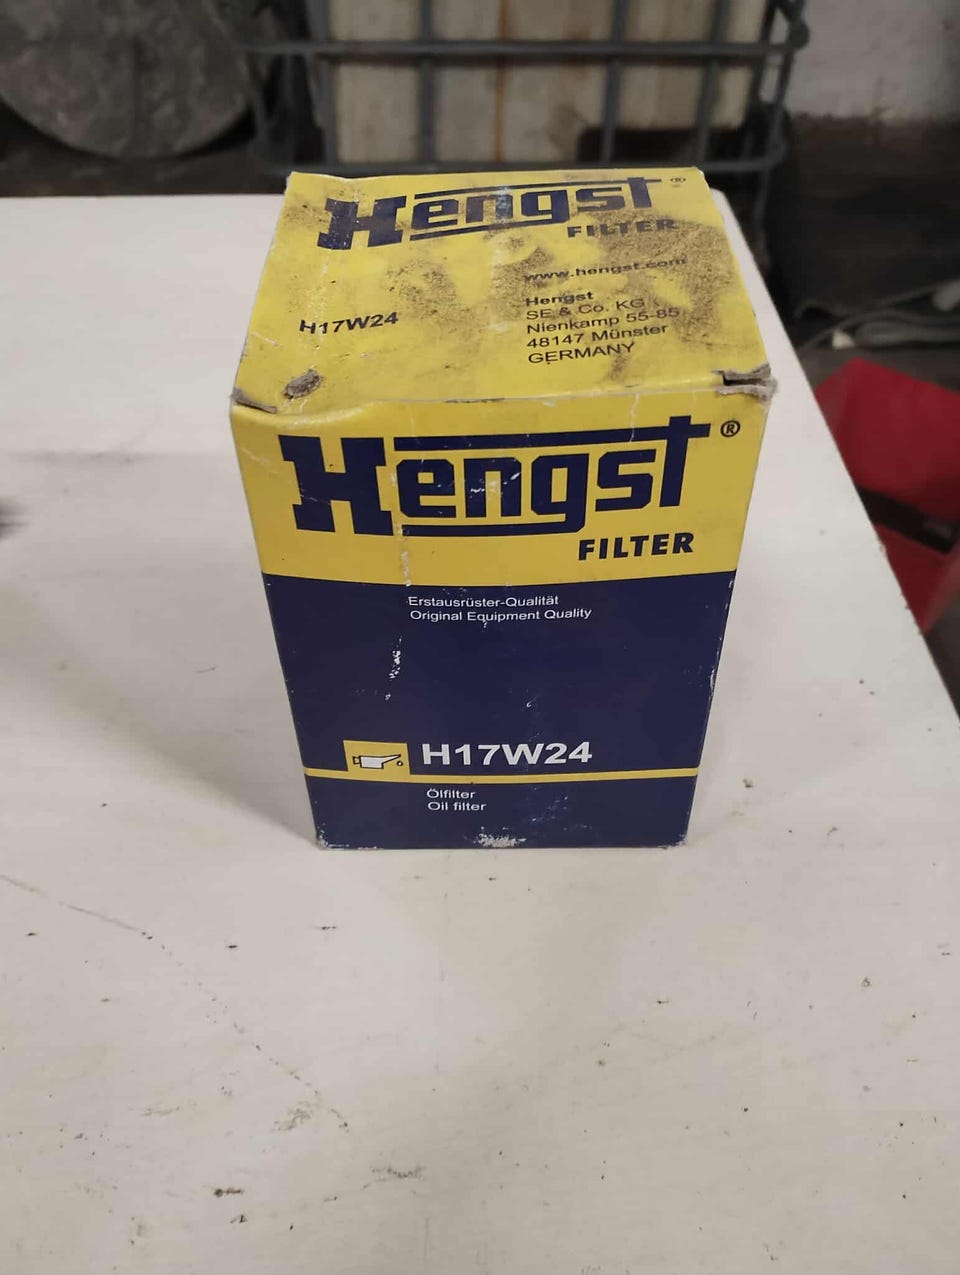 Hengst®
FILTER
www.hengst.com
Hengst
SE & Co. KG
Nienkamp 55-85
48147 Münster
GERMANY
H17W24
Hengst®
FILTER
Erstausrüster-Qualität
Original Equipment Quality
H17W24
Ölfilter
Oil filter